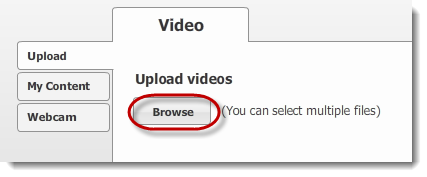 Video
Upload
My Content
Webcam
Upload videos
Browse (You can select multiple files)